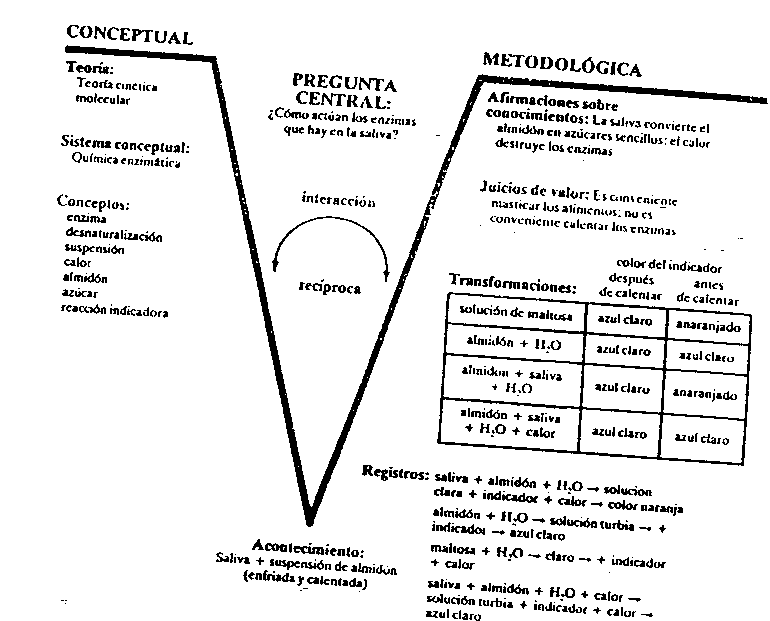 CONCEPTUAL
Teoría:
Teoría cinética
molecular
Sistema conceptual:
Química enzimática
Conceptos:
enzima
desnaturalización
suspensión
calor
almidón
azúcar
reacción indicadora
PREGUNTA
CENTRAL:
¿Cómo actúan los enzimas
que hay en la saliva?
interacción
recíproca
METODOLÓGICA
Afirmaciones sobre
conocimientos: La saliva convierte el
almidón en azúcares sencillos; el calor
destruye los enzimas
Juicios de valor: Es conveniente
masticar los alimentos; no es
conveniente calentar los enzimas
color del indicador
Transformaciones: después antes
de calentar de calentar
solución de maltosa azul claro anaranjado
almidón + H₂O azul claro azul claro
almidón + saliva
+ H₂O azul claro anaranjado
almidón + saliva
+ H₂O + calor azul claro azul claro
Registros: saliva + almidón + H₂O → solucion
clara + indicador + calor → color naranja
almidón + H₂O → solución turbia → +
indicador → azul claro
maltosa + H₂O → claro → + indicador
+ calor
saliva + almidón + H₂O + calor →
solución turbia + indicador + calor →
azul claro
Acontecimiento:
Saliva + suspensión de almidón
(enfriada y calentada)